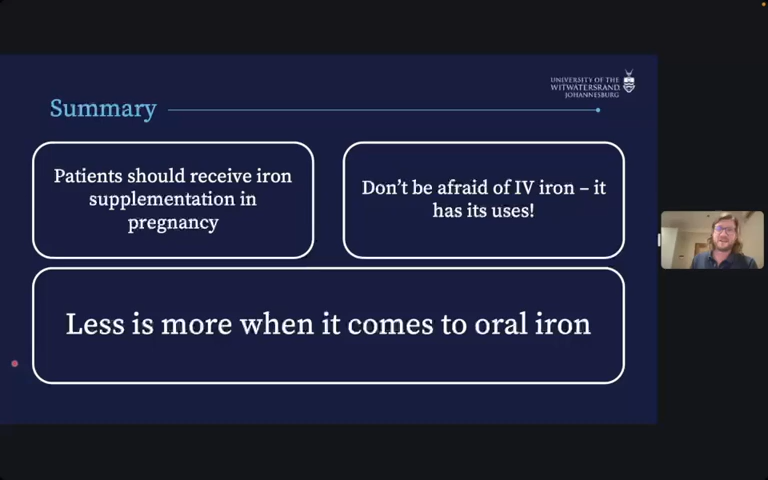 UNIVERSITY OF THE
WITWATERSRAND,
JOHANNESBURG
Summary
Patients should receive iron
supplementation in
pregnancy
Don't be afraid of IV iron – it
has its uses!
Less is more when it comes to oral iron